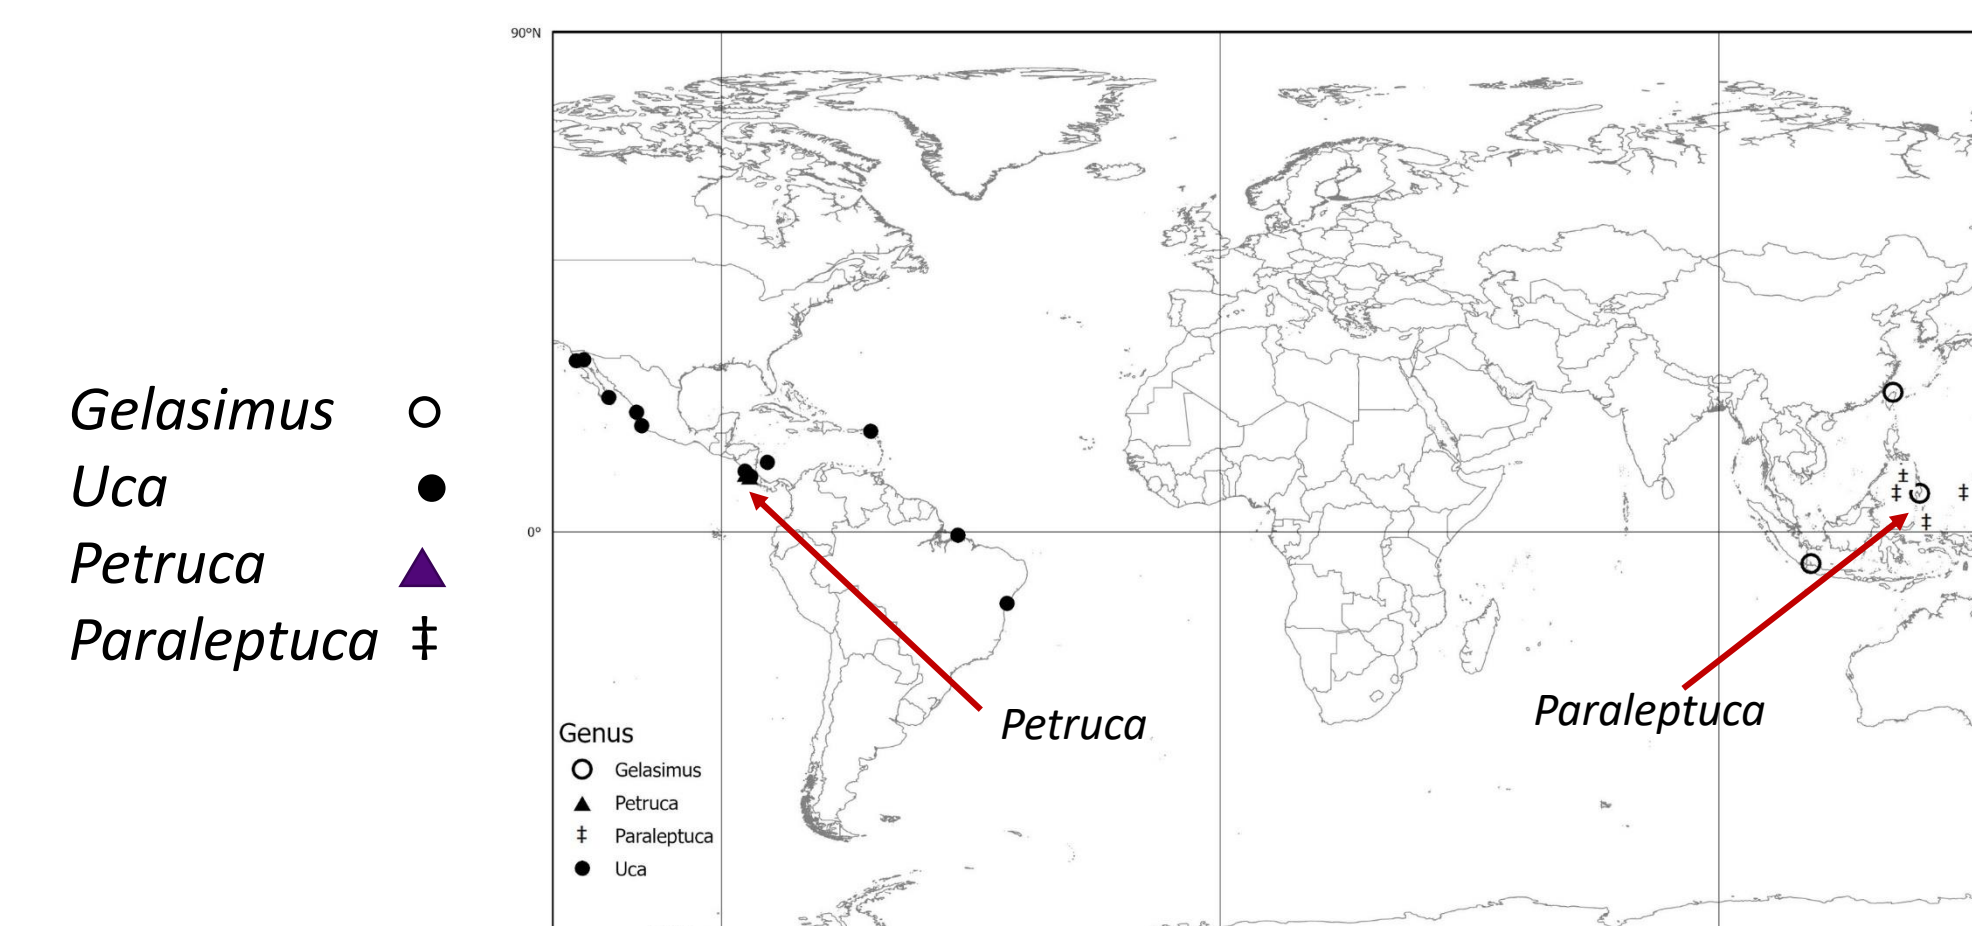 90°N
Gelasimus
Uca
Petruca
Paraleptuca ‡
0°
Petruca
Paraleptuca
Genus
Gelasimus
Petruca
‡ Paraleptuca
Uca